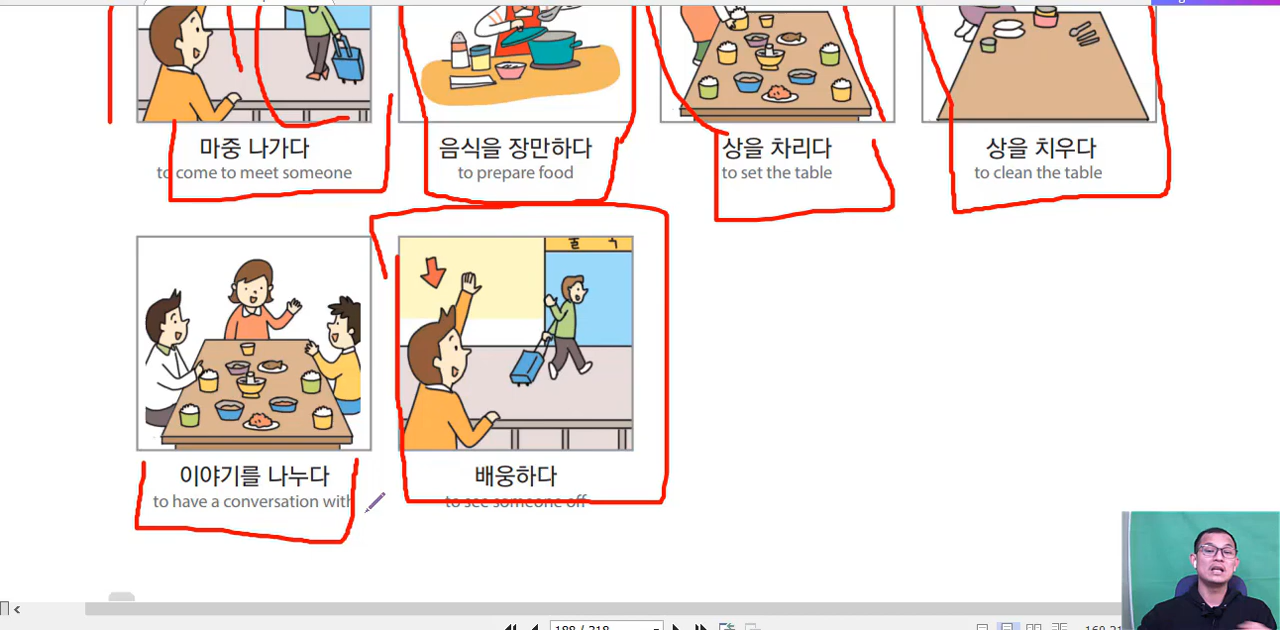 마중 나가다
to come to meet someone
음식을 장만하다
to prepare food
상을 차리다
to set the table
상을 치우다
to clean the table
이야기를 나누다
to have a conversation with
배웅하다
to see someone off
188 / 218